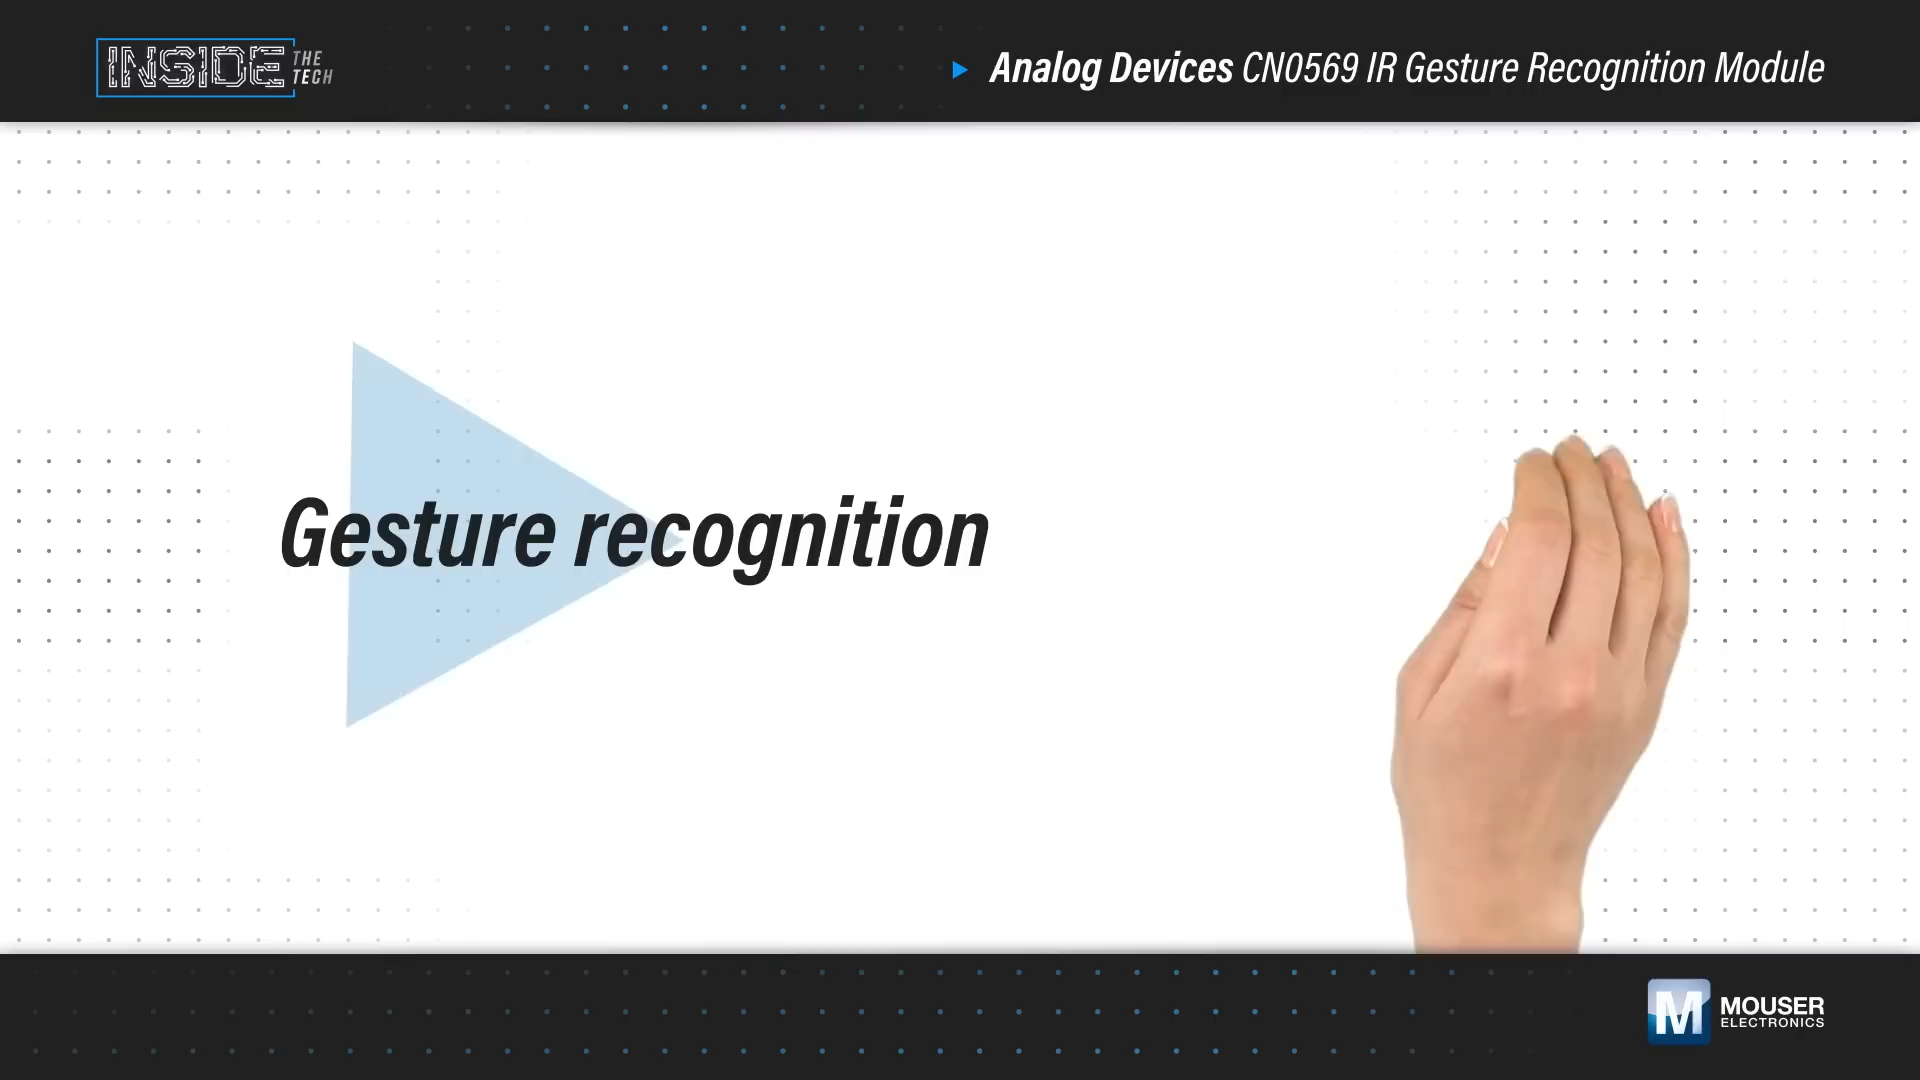 INSIDE
THE
TECH
Analog Devices CN0569 IR Gesture Recognition Module
Gesture recognition
M
MOUSER
ELECTRONICS